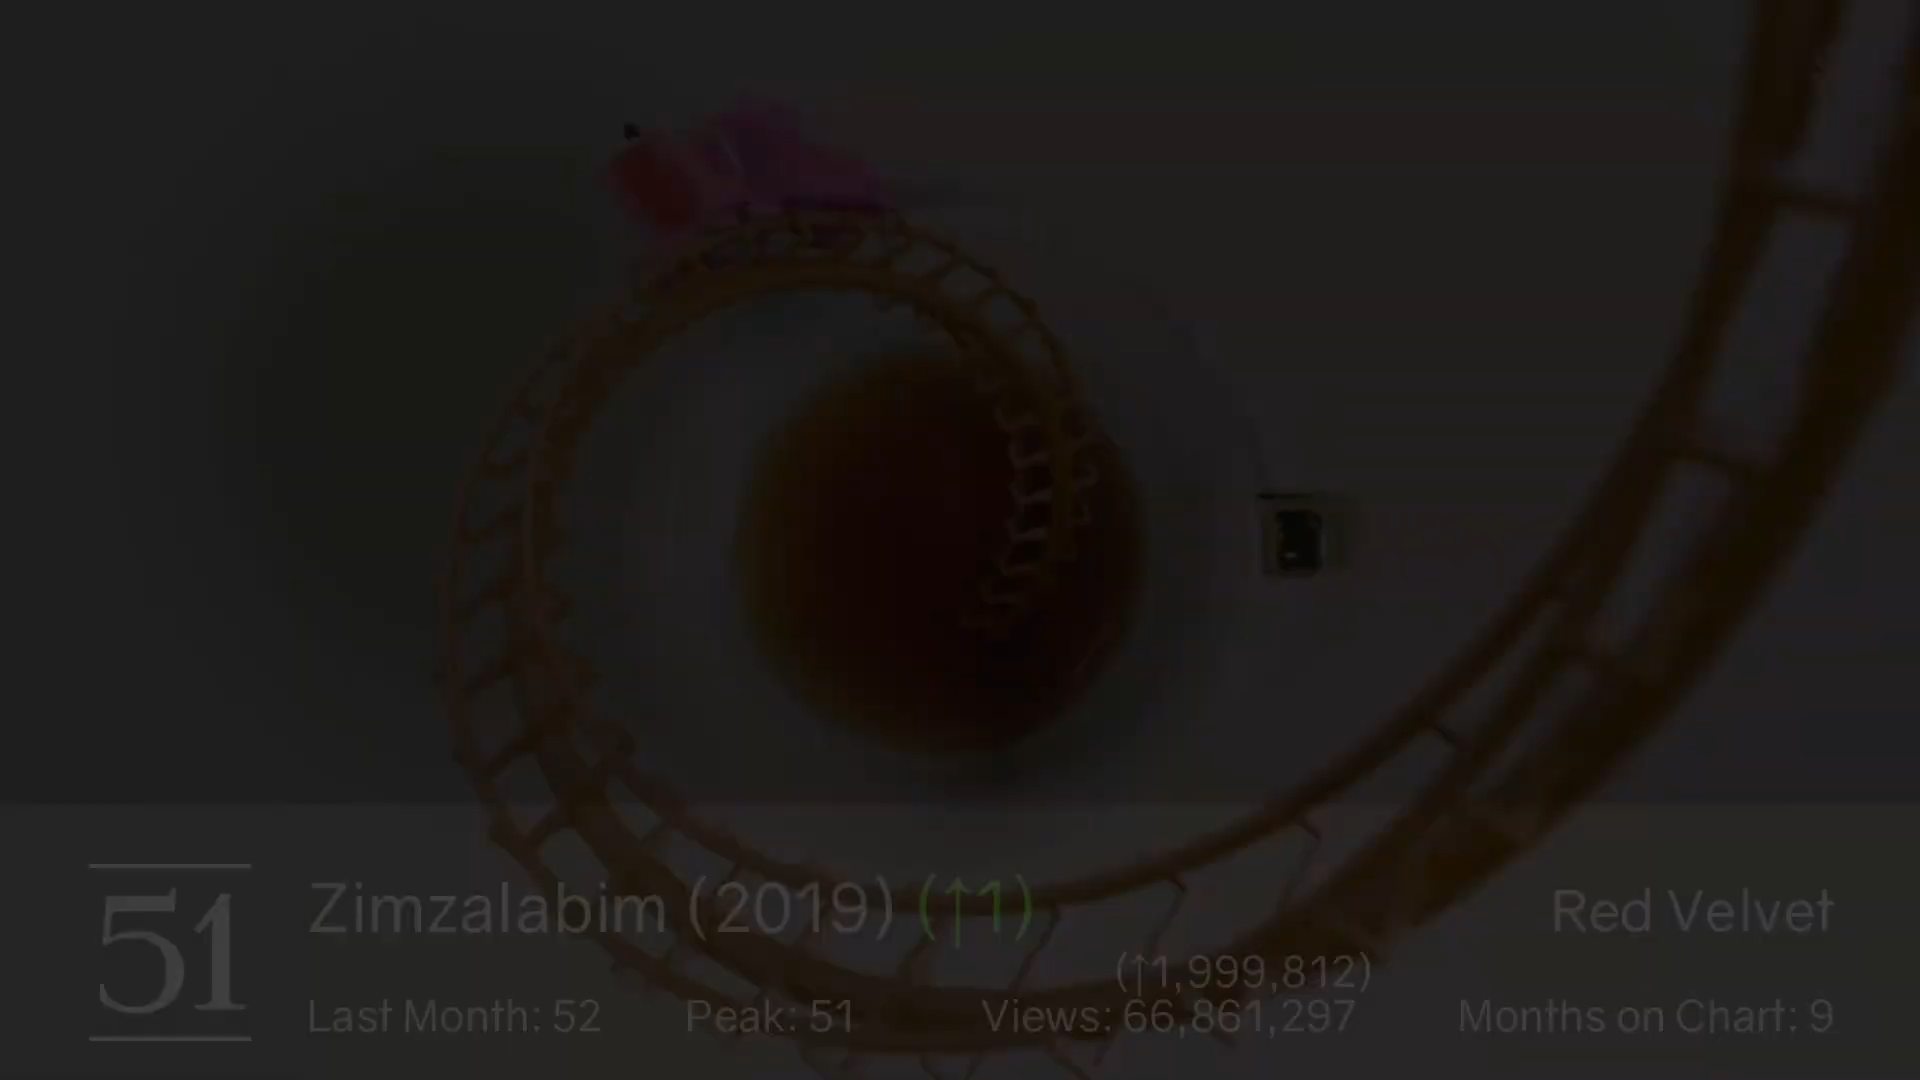 51
Zimzalabim (2019) (↑1)
Red Velvet
(↑1,999,812)
Last Month: 52 Peak: 51 Views: 66,861,297 Months on Chart: 9